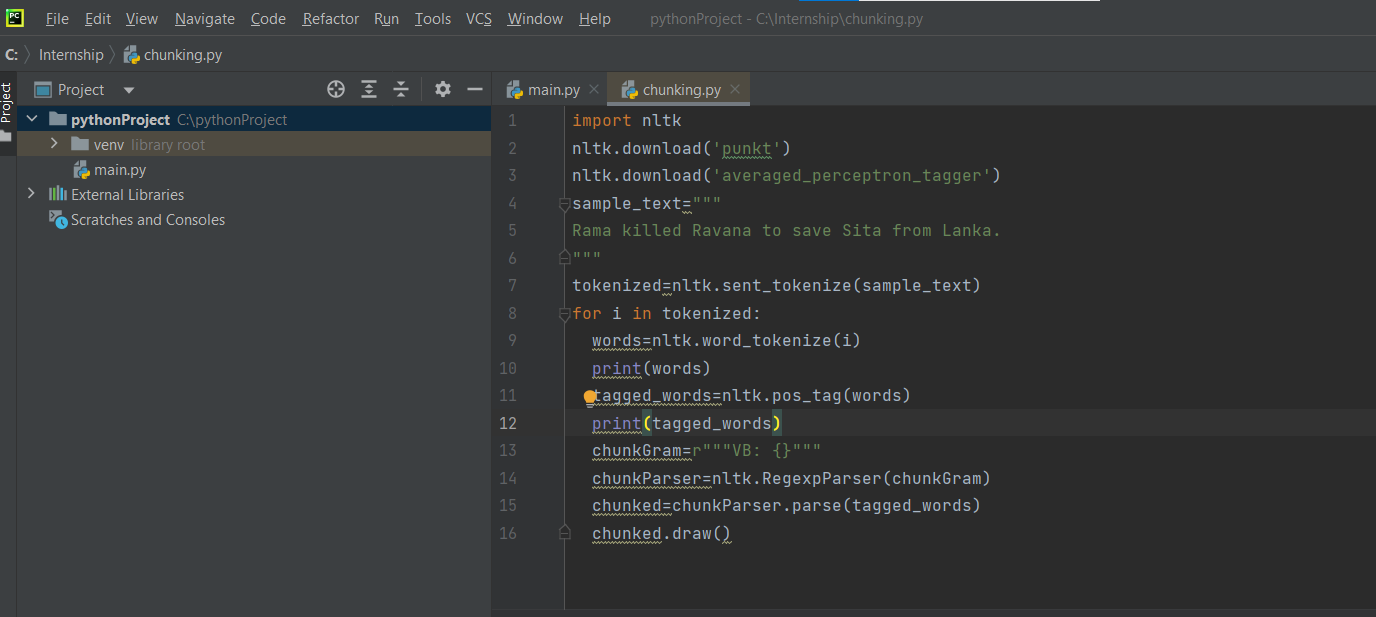 PC File Edit View Navigate Code Refactor Run Tools VCS Window Help pythonProject - C:\Internship\chunking.py
C: Internship chunking.py
Project
Project
main.py chunking.py
pythonProject C:\pythonProject
venv library root
main.py
External Libraries
Scratches and Consoles
1 import nltk
2 nltk.download('punkt')
3 nltk.download('averaged_perceptron_tagger')
4 sample_text="""
5 Rama killed Ravana to save Sita from Lanka.
6 """
7 tokenized=nltk.sent_tokenize(sample_text)
8 for i in tokenized:
9   words=nltk.word_tokenize(i)
10   print(words)
11   tagged_words=nltk.pos_tag(words)
12   print(tagged_words)
13   chunkGram=r"""VB: {}"""
14   chunkParser=nltk.RegexpParser(chunkGram)
15   chunked=chunkParser.parse(tagged_words)
16   chunked.draw()